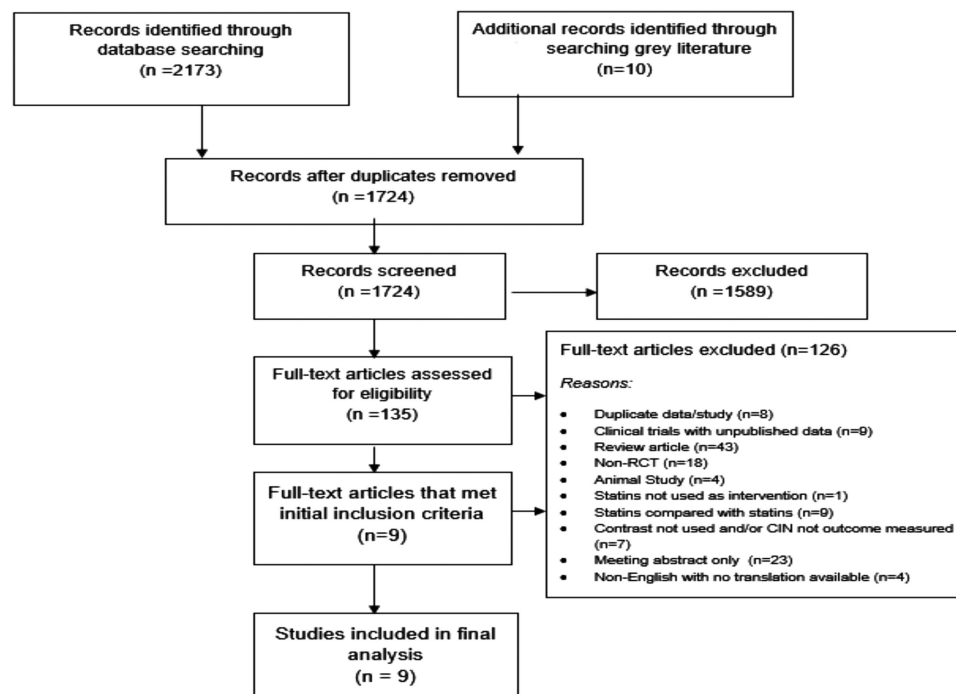 Records identified through
database searching
(n =2173)
Additional records identified through
searching grey literature
(n=10)
Records after duplicates removed
(n =1724)
Records screened
(n =1724)
Records excluded
(n =1589)
Full-text articles assessed
for eligibility
(n =135)
Full-text articles excluded (n=126)
Reasons:
• Duplicate data/study (n=8)
• Clinical trials with unpublished data (n=9)
• Review article (n=43)
• Non-RCT (n=18)
• Animal Study (n=4)
• Statins not used as intervention (n=1)
• Statins compared with statins (n=9)
• Contrast not used and/or CIN not outcome measured
(n=7)
• Meeting abstract only (n=23)
• Non-English with no translation available (n=4)
Full-text articles that met
initial inclusion criteria
(n=9)
Studies included in final
analysis
(n = 9)